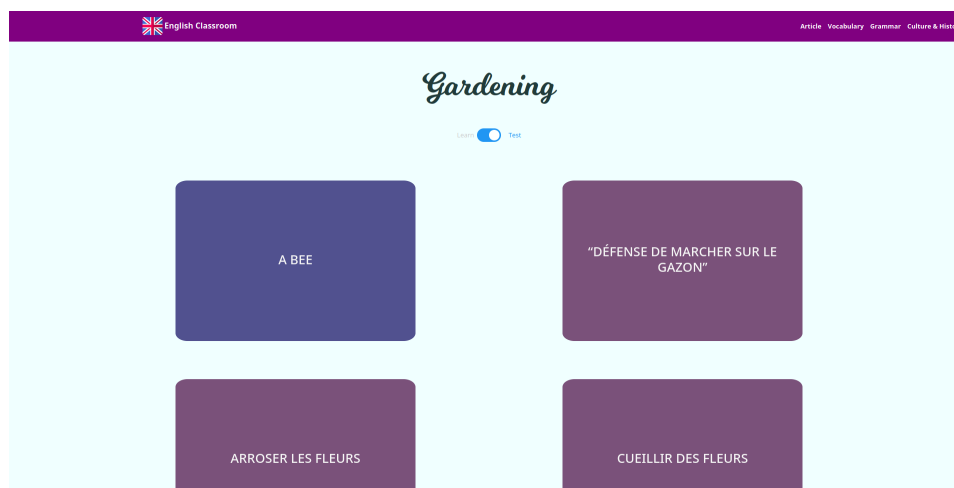 English Classroom
Article Vocabulary Grammar Culture & Histo
Gardening
Learn Test
A BEE
“DÉFENSE DE MARCHER SUR LE
GAZON”
ARROSER LES FLEURS
CUEILLIR DES FLEURS